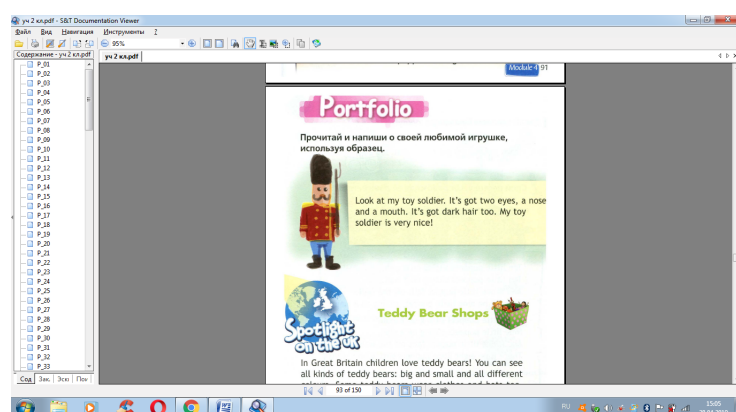 уч 2 кл.pdf - S&T Documentation Viewer
Файл Вид Навигация Инструменты ?
95%
Содержание - уч 2 кл.pdf
уч 2 кл.pdf
P_01
P_02
P_03
P_04
P_05
P_06
P_07
P_08
P_09
P_10
P_11
P_12
P_13
P_14
P_15
P_16
P_17
P_18
P_19
P_20
P_21
P_22
P_23
P_24
P_25
P_26
P_27
P_28
P_29
P_30
P_31
P_32
P_33
Сод Зак: Эскі Пои
Module 4 91
Portfolio
Прочитай и напиши о своей любимой игрушке,
используя образец.
Look at my toy soldier. It's got two eyes, a nose
and a mouth. It's got dark hair too. My toy
soldier is very nice!
Spotlight
on the UK
Teddy Bear Shops
In Great Britain children love teddy bears! You can see
all kinds of teddy bears: big and small and all different
93 of 150
RU
15:05